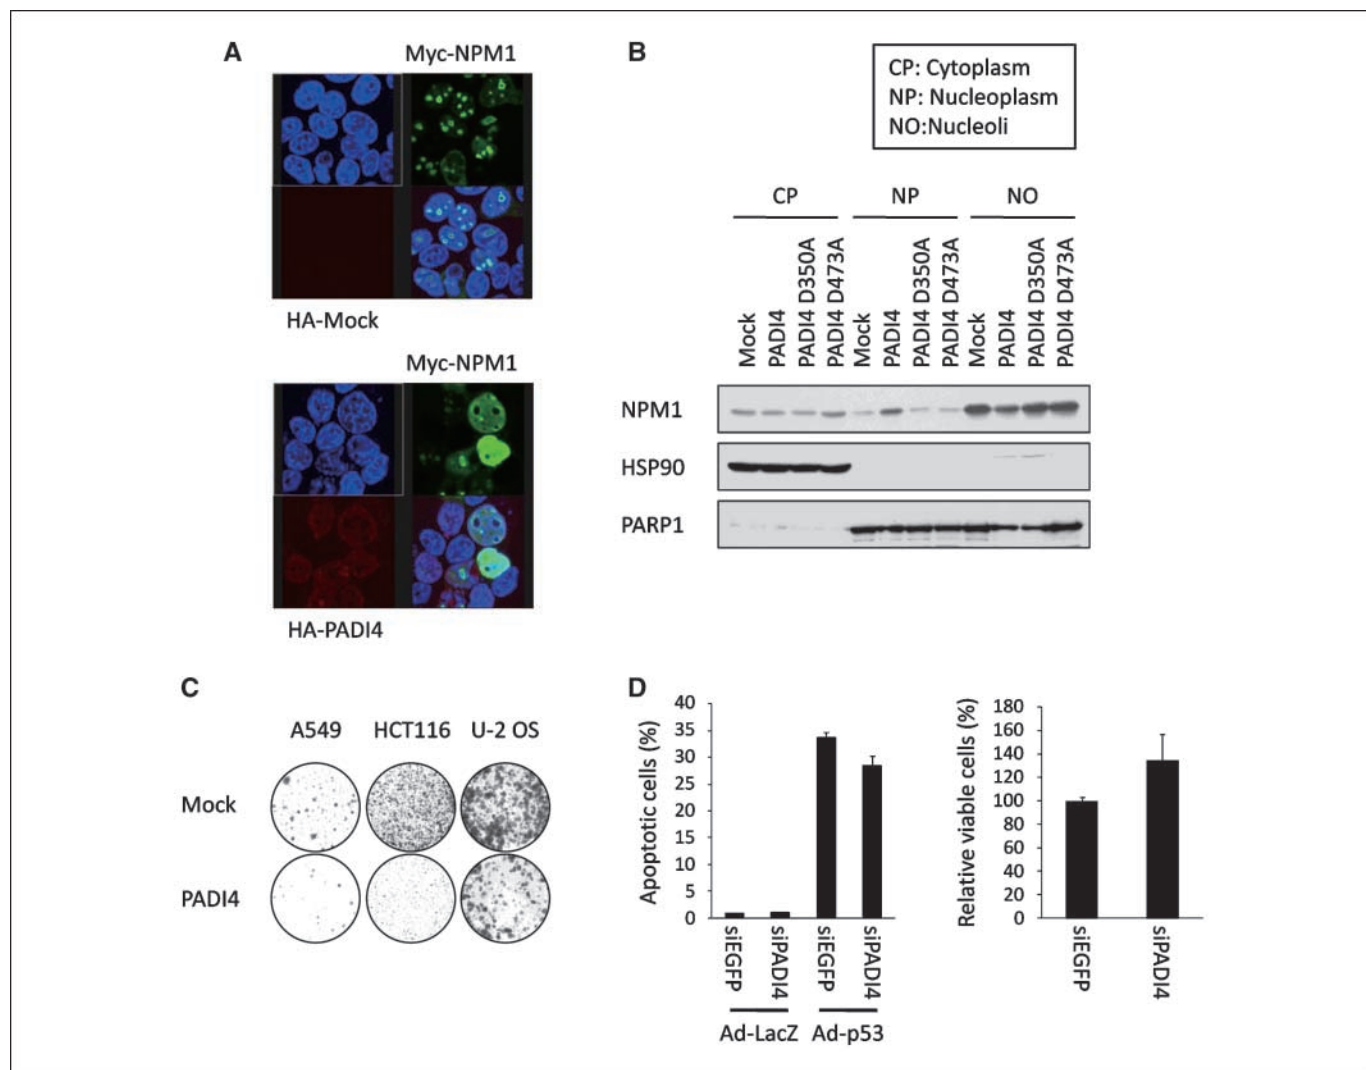 A
Myc-NPM1
HA-Mock
Myc-NPM1
HA-PADI4
B
CP: Cytoplasm
NP: Nucleoplasm
NO:Nucleoli
CP NP NO
Mock PADI4 PADI4 D350A PADI4 D473A Mock PADI4 PADI4 D350A PADI4 D473A Mock PADI4 PADI4 D350A PADI4 D473A
NPM1
HSP90
PARP1
C
A549 HCT116 U-2 OS
Mock
PADI4
D
Apoptotic cells (%)
40
35
30
25
20
15
10
5
0
siEGFP siPADI4 siEGFP siPADI4
Ad-LacZ Ad-p53
Relative viable cells (%)
180
160
140
120
100
80
60
40
20
0
siEGFP siPADI4